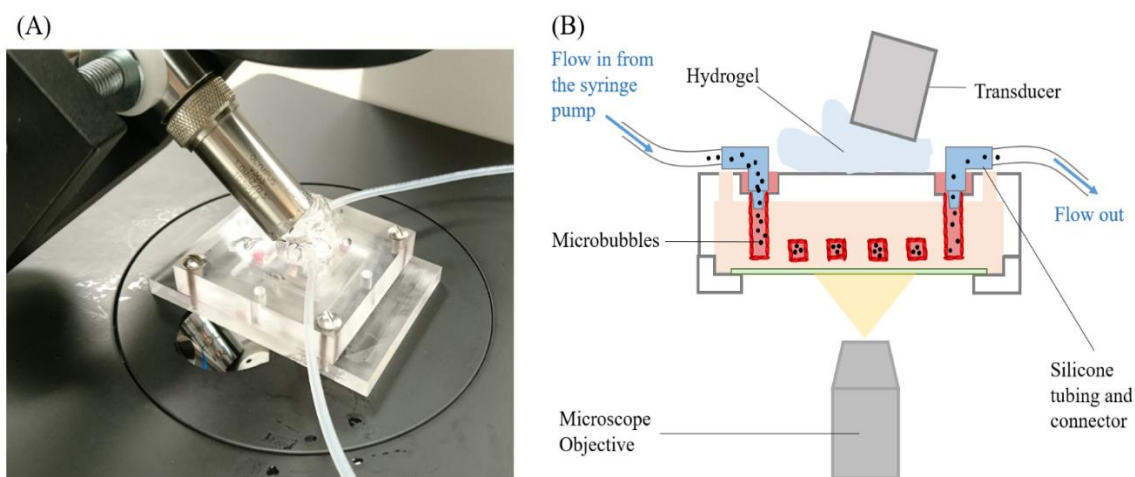 (A)
(B)
Flow in from
the syringe
pump
Hydrogel
Transducer
Flow out
Microbubbles
Silicone
tubing and
connector
Microscope
Objective